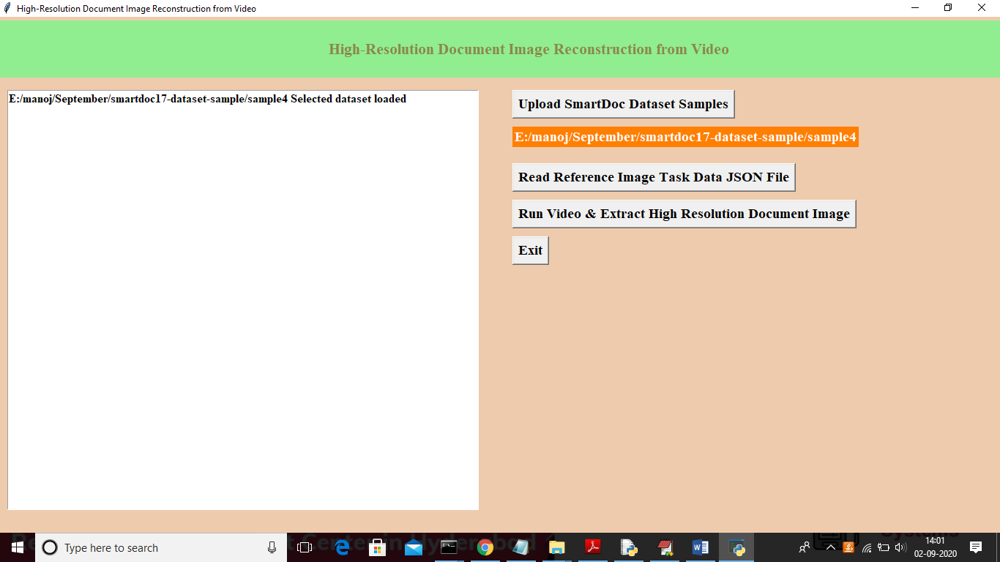 High-Resolution Document Image Reconstruction from Video
High-Resolution Document Image Reconstruction from Video
E:/manoj/September/smartdoc17-dataset-sample/sample4 Selected dataset loaded
Upload SmartDoc Dataset Samples
E:/manoj/September/smartdoc17-dataset-sample/sample4
Read Reference Image Task Data JSON File
Run Video & Extract High Resolution Document Image
Exit
Type here to search
14:01
02-09-2020